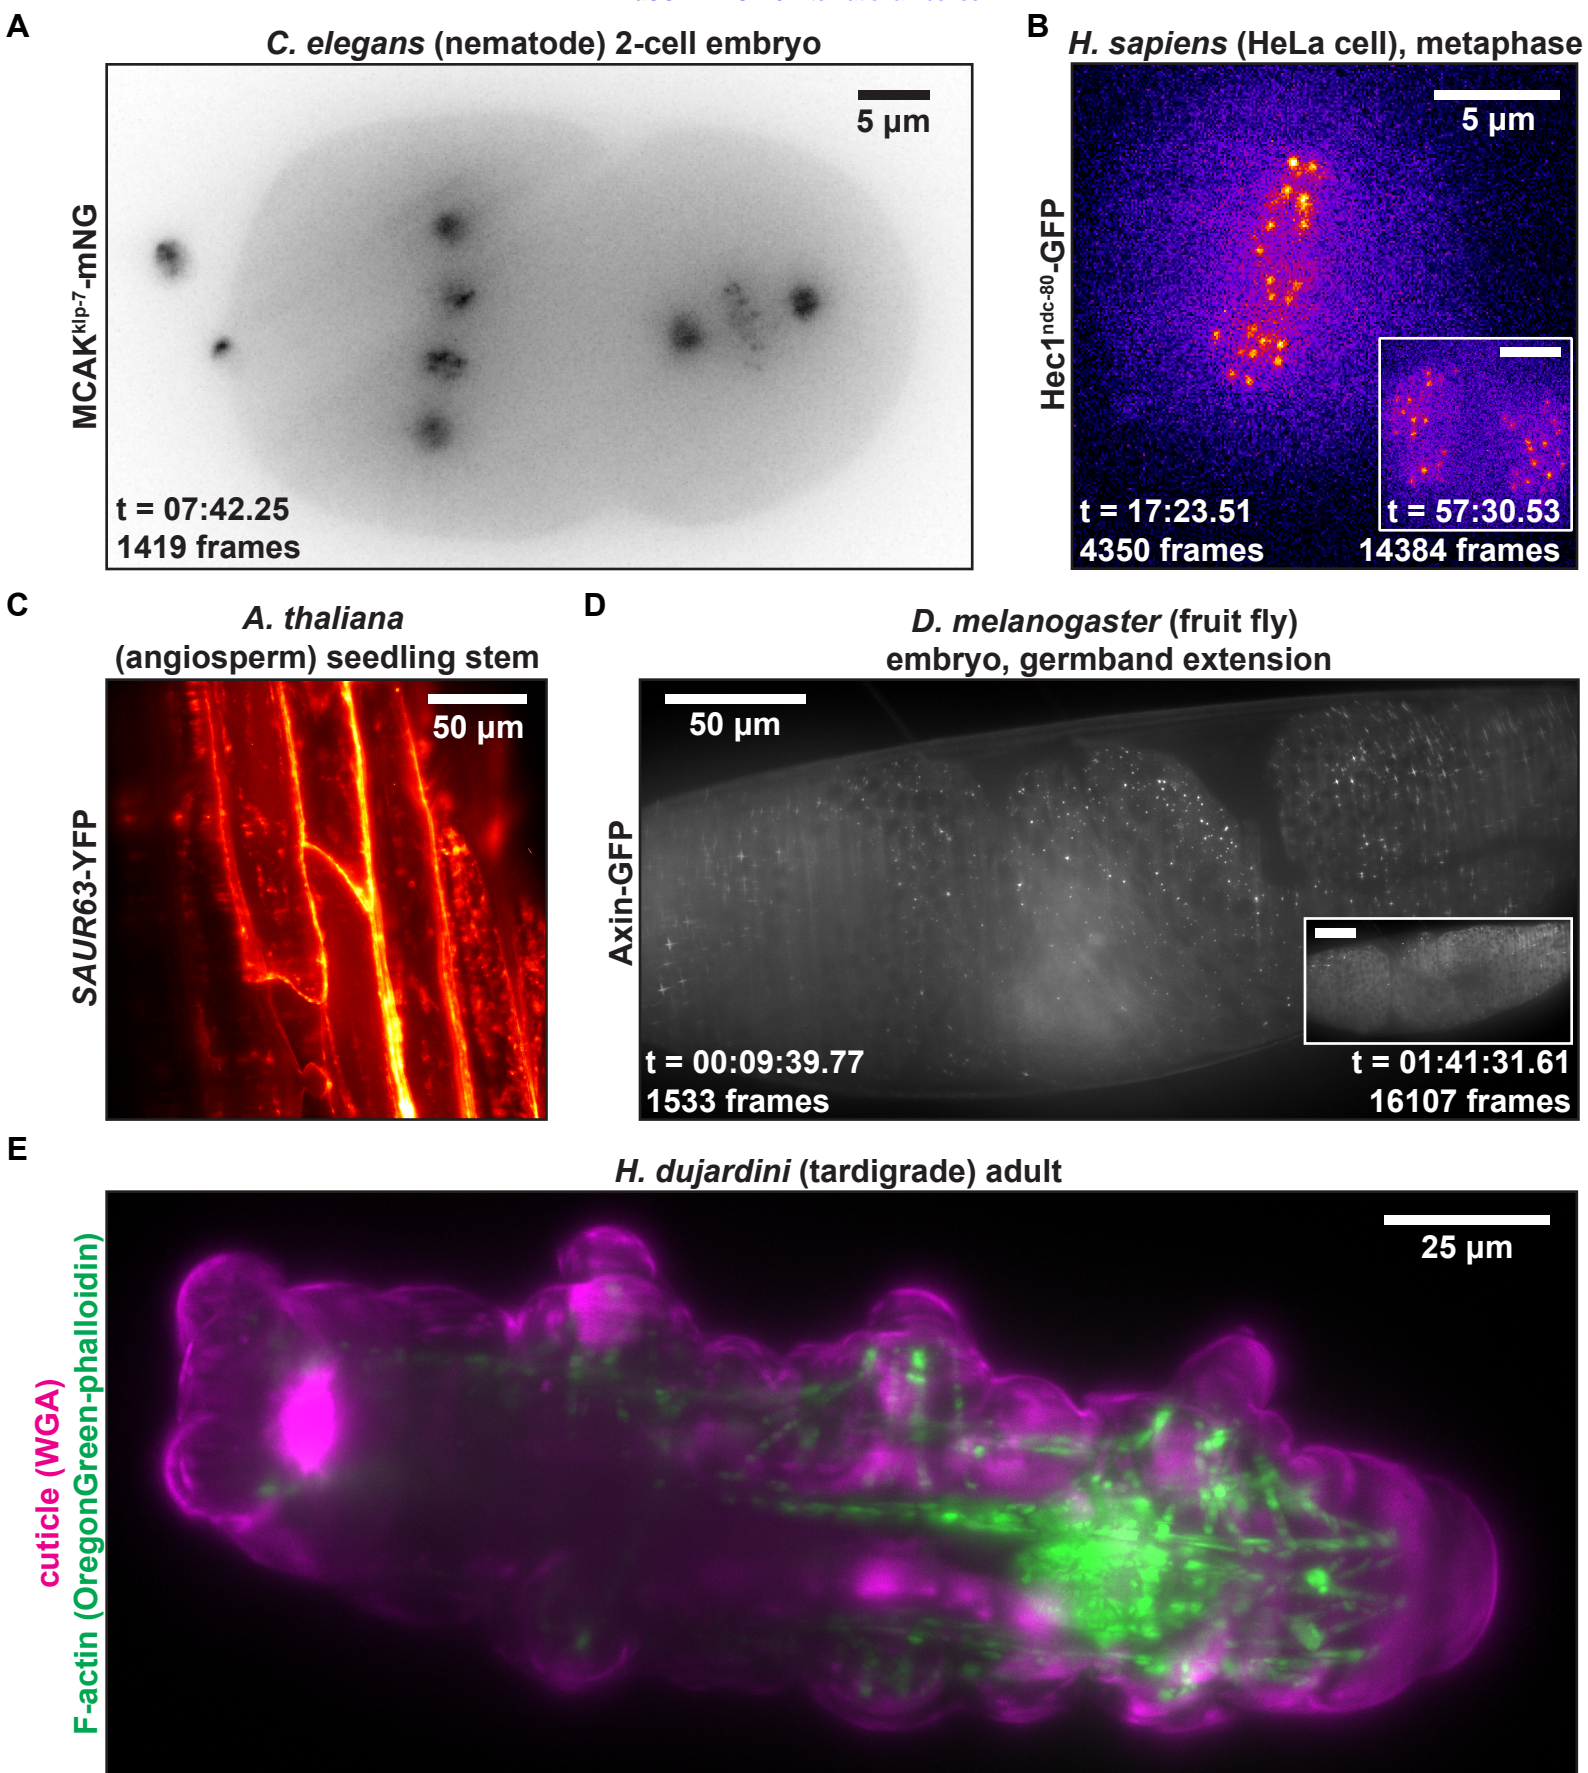 A
C. elegans (nematode) 2-cell embryo
5 µm
MCAKklp-7-mNG
t = 07:42.25
1419 frames
B
H. sapiens (HeLa cell), metaphase
5 µm
Hec1ndc-80-GFP
t = 17:23.51
4350 frames
t = 57:30.53
14384 frames
C
A. thaliana
(angiosperm) seedling stem
50 µm
SAUR63-YFP
D
D. melanogaster (fruit fly)
embryo, germband extension
50 µm
Axin-GFP
t = 00:09:39.77
1533 frames
t = 01:41:31.61
16107 frames
E
H. dujardini (tardigrade) adult
25 µm
cuticle (WGA)
F-actin (OregonGreen-phalloidin)